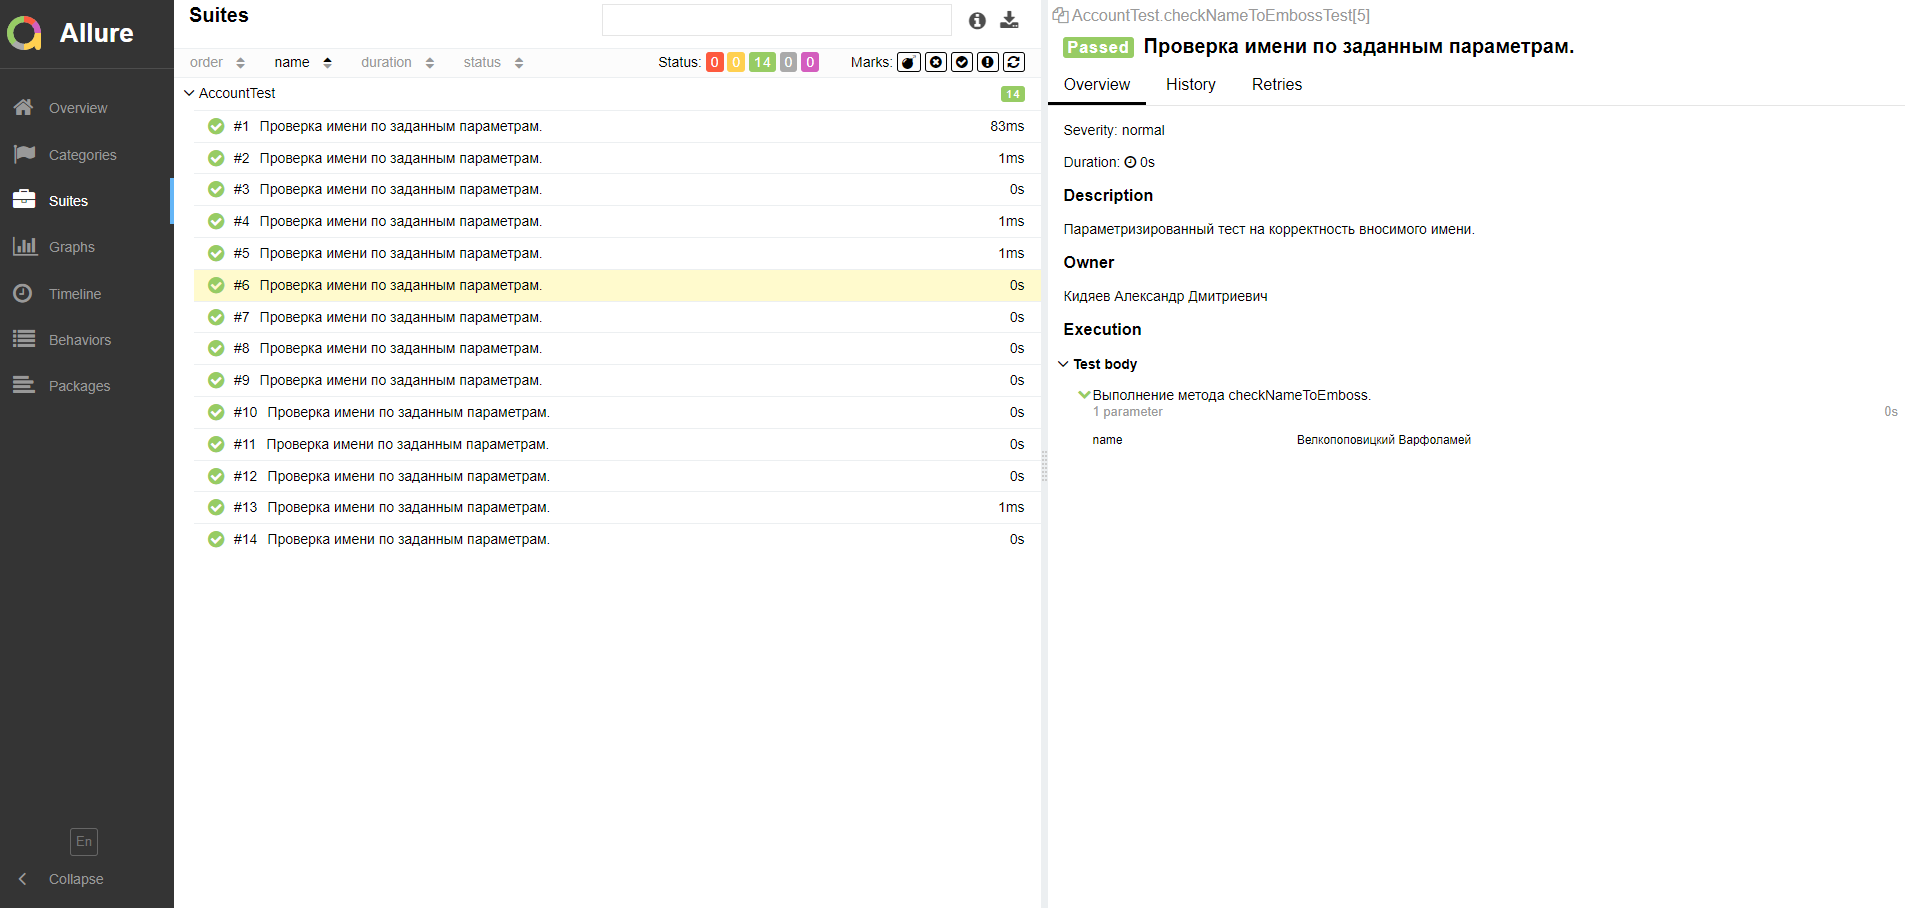 Allure
Overview
Categories
Suites
Graphs
Timeline
Behaviors
Packages
En
Collapse
Suites
order name duration status Status: 0 0 14 0 0 Marks:
AccountTest 14
#1 Проверка имени по заданным параметрам. 83ms
#2 Проверка имени по заданным параметрам. 1ms
#3 Проверка имени по заданным параметрам. 0s
#4 Проверка имени по заданным параметрам. 1ms
#5 Проверка имени по заданным параметрам. 1ms
#6 Проверка имени по заданным параметрам. 0s
#7 Проверка имени по заданным параметрам. 0s
#8 Проверка имени по заданным параметрам. 0s
#9 Проверка имени по заданным параметрам. 0s
#10 Проверка имени по заданным параметрам. 0s
#11 Проверка имени по заданным параметрам. 0s
#12 Проверка имени по заданным параметрам. 0s
#13 Проверка имени по заданным параметрам. 1ms
#14 Проверка имени по заданным параметрам. 0s
AccountTest.checkNameToEmbossTest[5]
Passed Проверка имени по заданным параметрам.
Overview History Retries
Severity: normal
Duration: 0s
Description
Параметризированный тест на корректность вносимого имени.
Owner
Кидяев Александр Дмитриевич
Execution
Test body
Выполнение метода checkNameToEmboss.
1 parameter 0s
name Велкопоповицкий Варфоламей